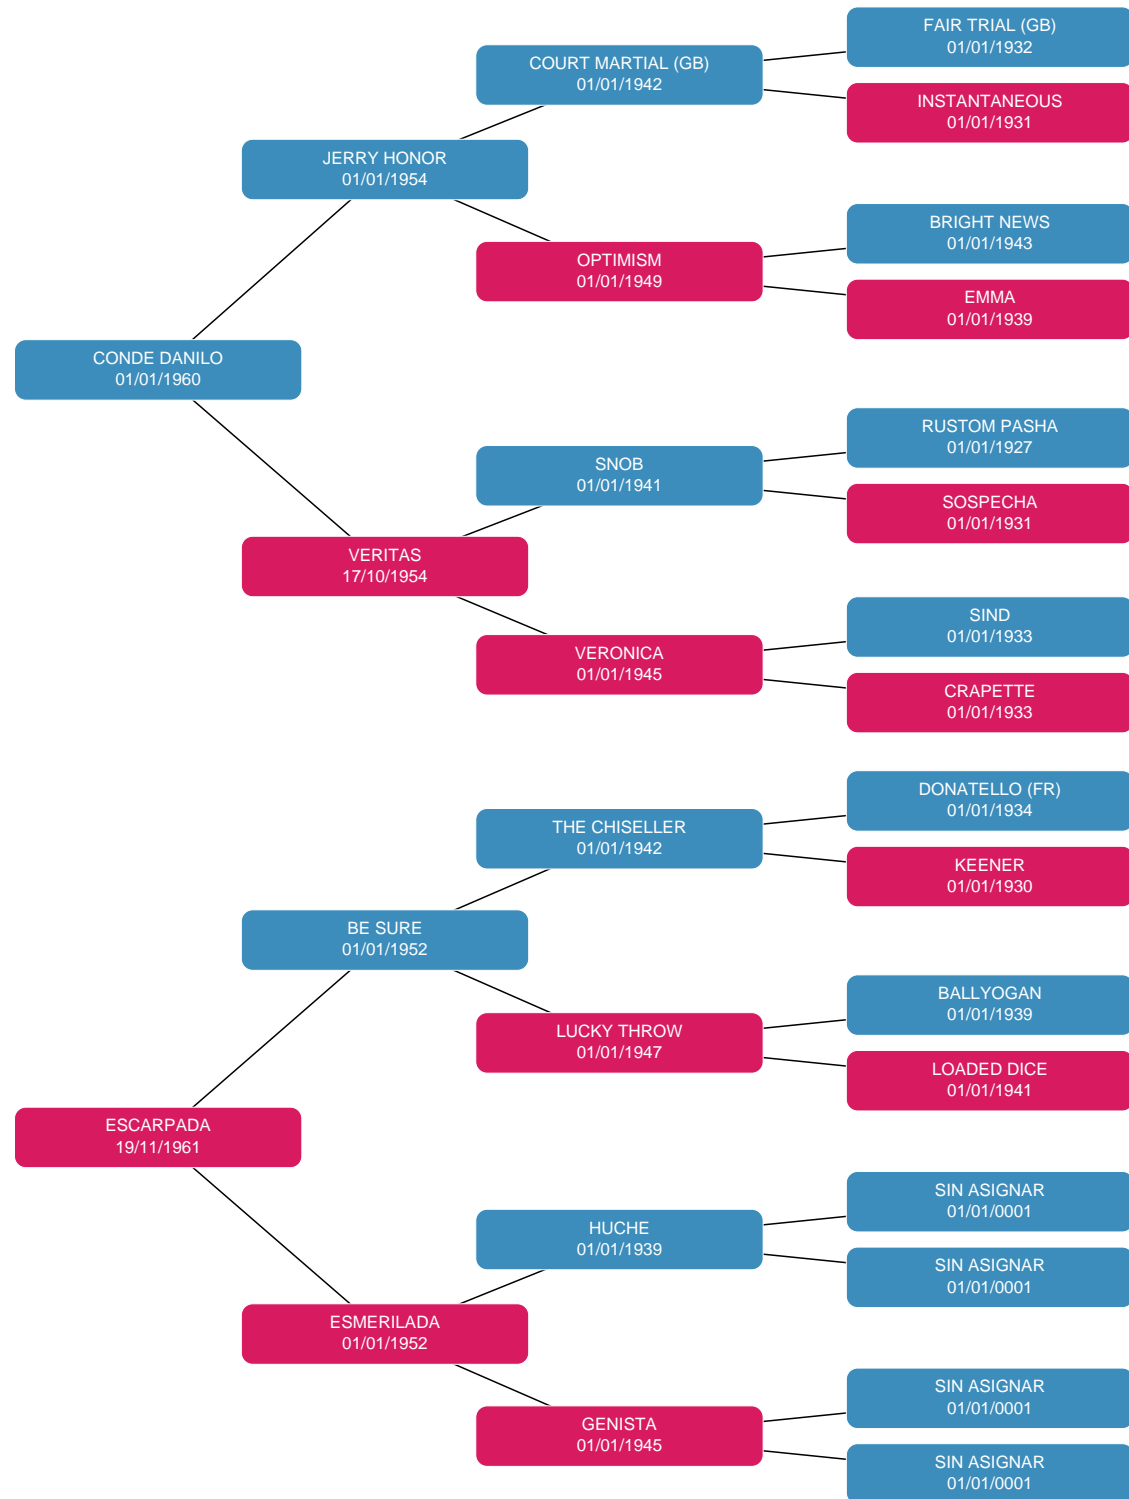 FAIR TRIAL (GB)
01/01/1932
COURT MARTIAL (GB)
01/01/1942
INSTANTANEOUS
01/01/1931
JERRY HONOR
01/01/1954
BRIGHT NEWS
01/01/1943
OPTIMISM
01/01/1949
EMMA
01/01/1939
CONDE DANILO
01/01/1960
RUSTOM PASHA
01/01/1927
SNOB
01/01/1941
SOSPECHA
01/01/1931
VERITAS
17/10/1954
SIND
01/01/1933
VERONICA
01/01/1945
CRAPETTE
01/01/1933
DONATELLO (FR)
01/01/1934
THE CHISELLER
01/01/1942
KEENER
01/01/1930
BE SURE
01/01/1952
BALLYOGAN
01/01/1939
LUCKY THROW
01/01/1947
LOADED DICE
01/01/1941
ESCARPADA
19/11/1961
SIN ASIGNAR
01/01/0001
HUCHE
01/01/1939
SIN ASIGNAR
01/01/0001
ESMERILADA
01/01/1952
SIN ASIGNAR
01/01/0001
GENISTA
01/01/1945
SIN ASIGNAR
01/01/0001